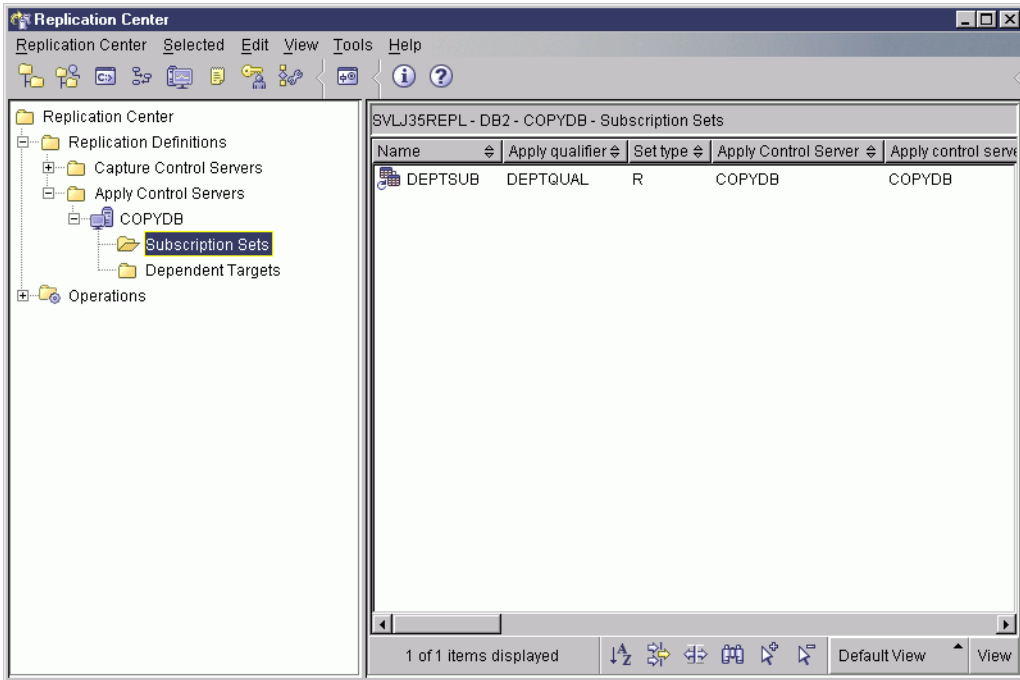 Replication Center
Replication Center Selected Edit View Tools Help
Replication Center
Replication Definitions
Capture Control Servers
Apply Control Servers
COPYDB
Subscription Sets
Dependent Targets
Operations
SVLJ35REPL - DB2 - COPYDB - Subscription Sets
Name Apply qualifier Set type Apply Control Server Apply control serve
DEPTSUB DEPTQUAL R COPYDB COPYDB
1 of 1 items displayed Default View View